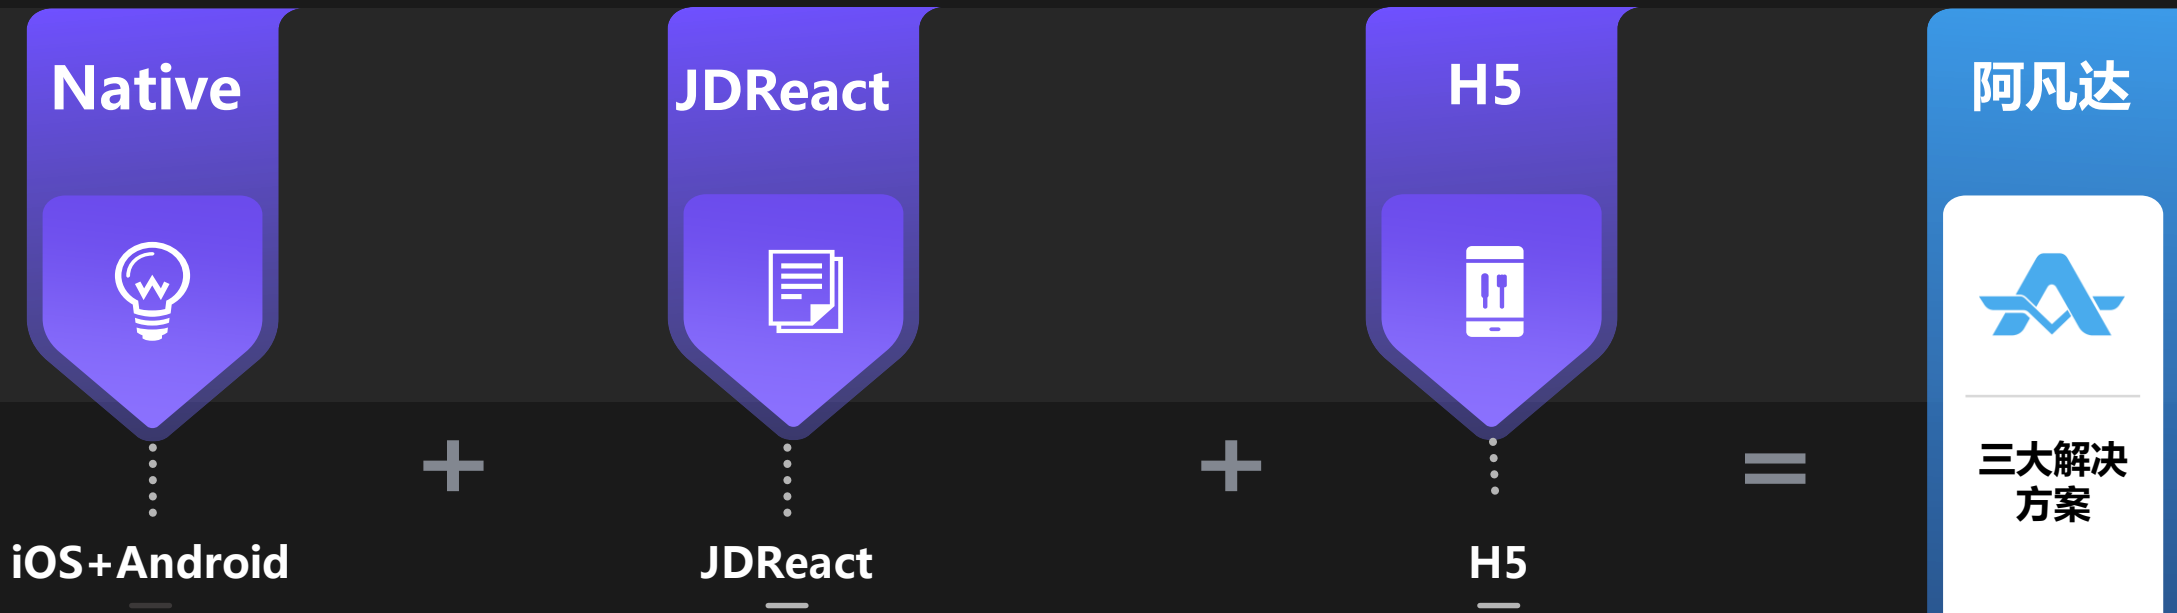 Native
JDReact
H5
阿凡达
+
+
=
三大解决
方案
iOS+Android
JDReact
H5